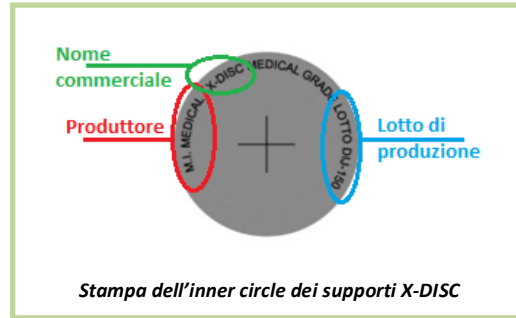 Nome
commerciale
Produttore
M.I. MEDICAL X-DISC MEDICAL GRADE LOTTO DIJ-150
Lotto di
produzione
Stampa dell’inner circle dei supporti X-DISC